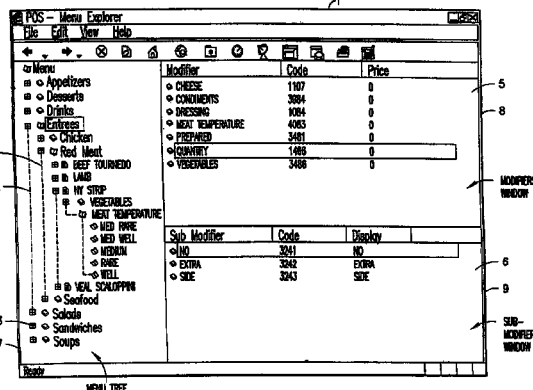 1
POS – Menu Explorer
File Edit View Help
Menu
Appetizers
Desserts
Drinks
Entrees
Chicken
Red Meat
BEEF TOURNEDO
LAMB
NY STRIP
VEGETABLES
MEAT TEMPERATURE
MED RARE
MED WELL
MEDIUM
RARE
WELL
VEAL SCALOPPINI
Seafood
Salads
Sandwiches
Soups
Modifier Code Price
CHEESE 1107 0
CONDIMENTS 3984 0
DRESSING 1084 0
MEAT TEMPERATURE 4083 0
PREPARED 3481 0
QUANTITY 1466 0
VEGETABLES 3486 0
Sub Modifier Code Display
NO 3241 NO
EXTRA 3242 EXTRA
SIDE 3243 SIDE
Ready
5
8
MODIFIERS
WINDOW
6
9
SUB–
MODIFIER
WINDOW
MENU TREE